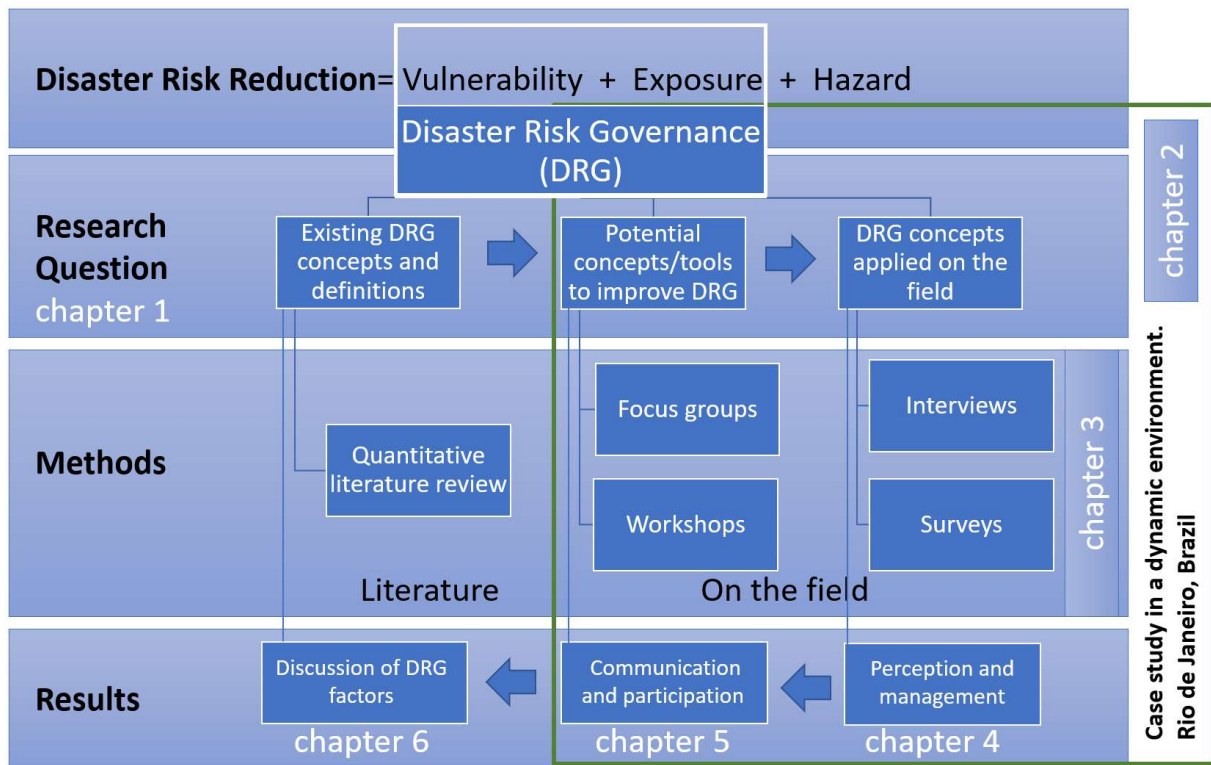 Disaster Risk Reduction= Vulnerability + Exposure + Hazard
Disaster Risk Governance
(DRG)
Research
Question
chapter 1
Existing DRG
concepts and
definitions
Potential
concepts/tools
to improve DRG
DRG concepts
applied on the
field
chapter 2
Methods
Quantitative
literature review
Focus groups
Workshops
Interviews
Surveys
chapter 3
Literature
On the field
Results
Discussion of DRG
factors
chapter 6
Communication
and participation
chapter 5
Perception and
management
chapter 4
Case study in a dynamic environment.
Rio de Janeiro, Brazil